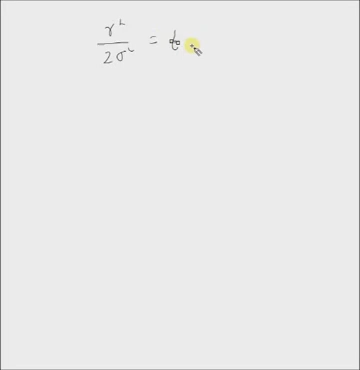 r² / 2σ² = t